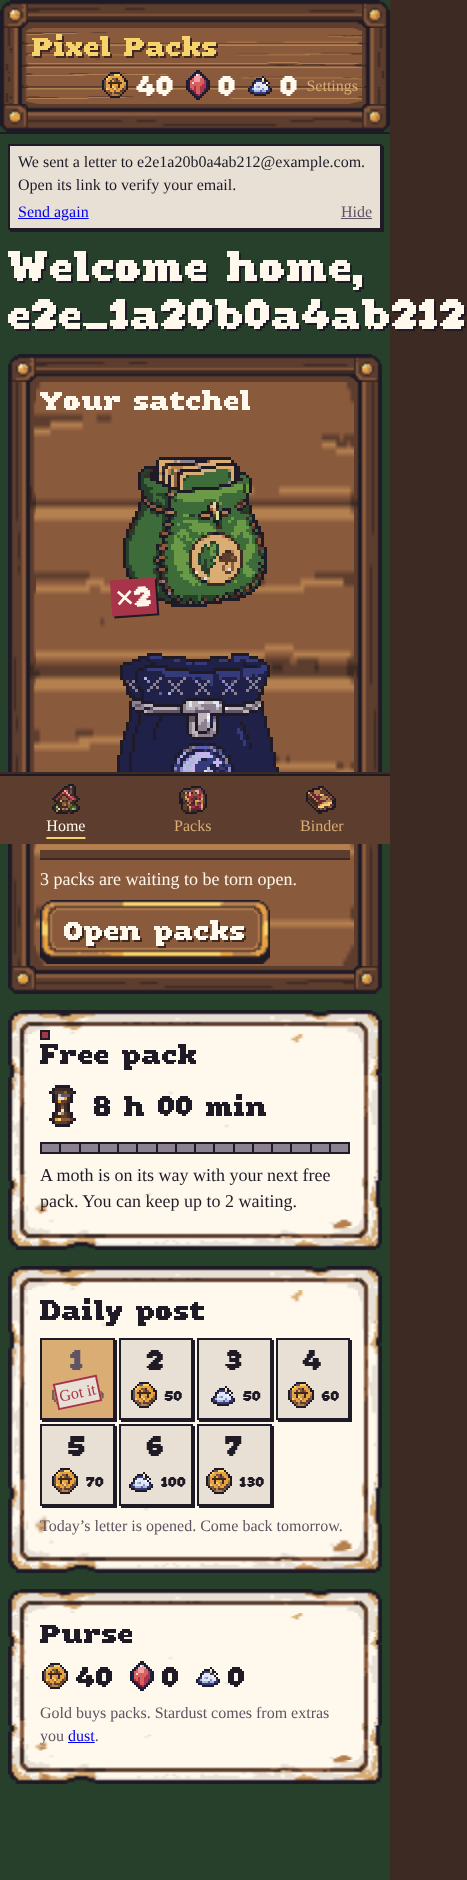 Pixel Packs
40 0 0 Settings
We sent a letter to e2e1a20b0a4ab212@example.com.
Open its link to verify your email.
Send again Hide
Welcome home,
e2e_1a20b0a4ab212
Your satchel
×2
Home Packs Binder
3 packs are waiting to be torn open.
Open packs
Free pack
8 h 00 min
A moth is on its way with your next free
pack. You can keep up to 2 waiting.
Daily post
1 2 3 4
Got it 50 50 60
5 6 7
70 100 130
Today's letter is opened. Come back tomorrow.
Purse
40 0 0
Gold buys packs. Stardust comes from extras
you dust.